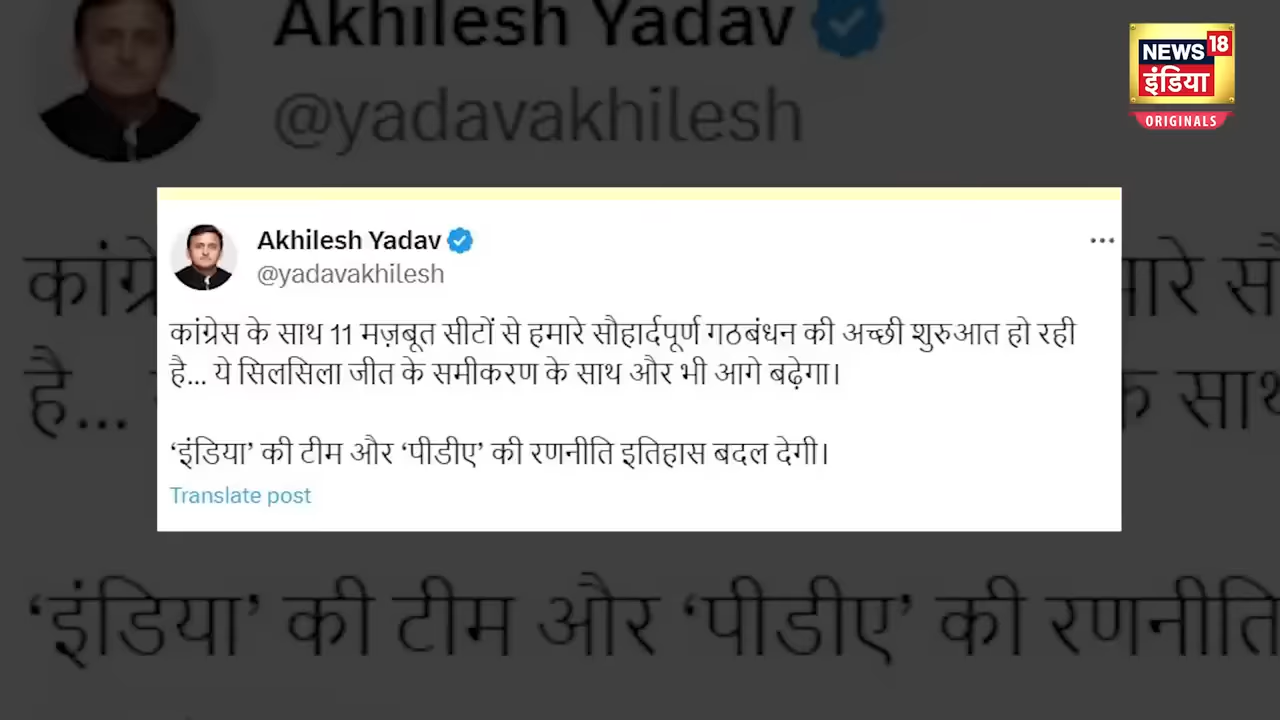 Akhilesh Yadav
@yadavakhilesh
NEWS 18
इंडिया
ORIGINALS
Akhilesh Yadav
@yadavakhilesh
कांग्रेस के साथ 11 मज़बूत सीटों से हमारे सौहार्दपूर्ण गठबंधन की अच्छी शुरुआत हो रही
है... ये सिलसिला जीत के समीकरण के साथ और भी आगे बढ़ेगा।
‘इंडिया’ की टीम और ‘पीडीए’ की रणनीति इतिहास बदल देगी।
Translate post
‘इंडिया’ की टीम और ‘पीडीए’ की रणनीति